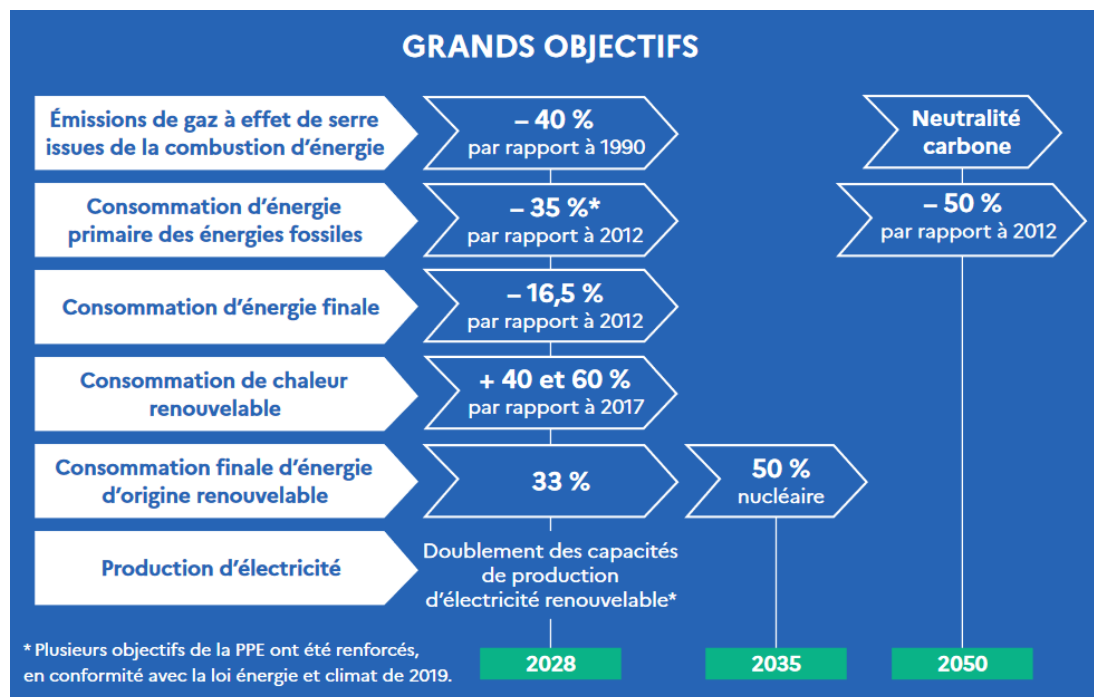 GRANDS OBJECTIFS
Émissions de gaz à effet de serre
issues de la combustion d'énergie
– 40 %
par rapport à 1990
Neutralité
carbone
Consommation d'énergie
primaire des énergies fossiles
– 35 %*
par rapport à 2012
– 50 %
par rapport à 2012
Consommation d'énergie finale
– 16,5 %
par rapport à 2012
Consommation de chaleur
renouvelable
+ 40 et 60 %
par rapport à 2017
Consommation finale d'énergie
d'origine renouvelable
33 %
50 %
nucléaire
Production d'électricité
Doublement des capacités
de production
d'électricité renouvelable*
* Plusieurs objectifs de la PPE ont été renforcés,
en conformité avec la loi énergie et climat de 2019.
2028
2035
2050